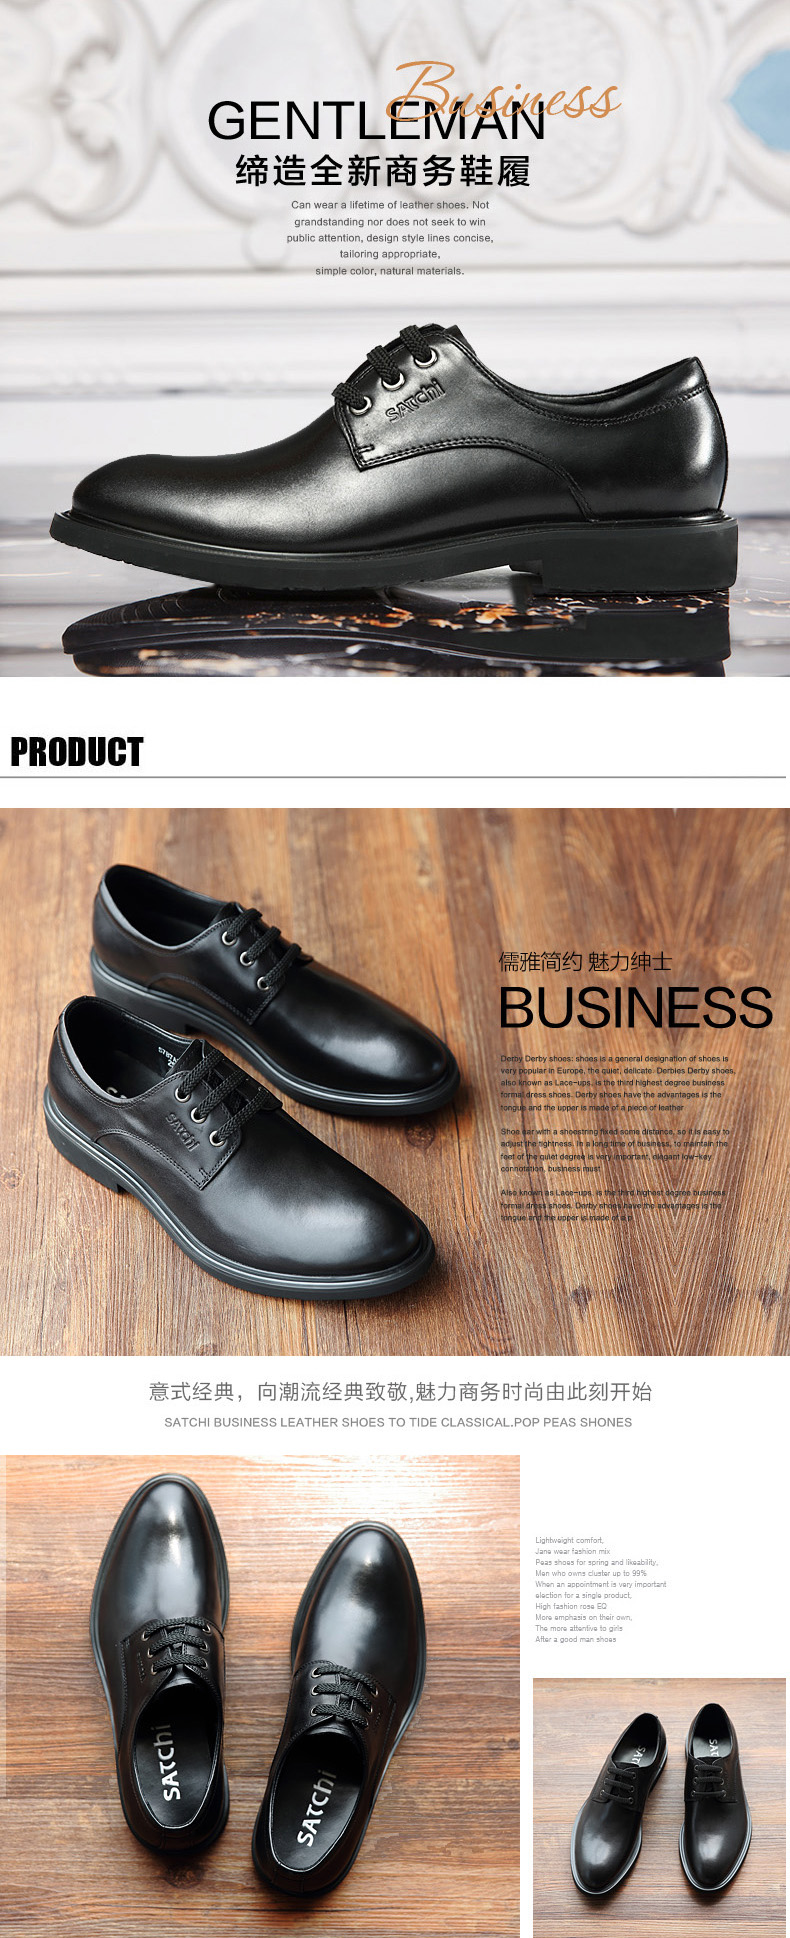 Business
GENTLEMAN
缔造全新商务鞋履
Can wear a lifetime of leather shoes. Not
grandstanding nor does not seek to win
public attention, design style lines concise,
tailoring appropriate,
simple color, natural materials.
SATchi
PRODUCT
儒雅简约 魅力绅士
BUSINESS
Derby Derby shoes: shoes is a general designation of shoes is
very popular in Europe, the quiet, delicate. Derbies Derby shoes,
also known as Lace-ups, is the third highest degree business
formal dress shoes. Derby shoes have the advantages is the
tongue and the upper is made of a piece of leather
Shoe ear with a shoestring fixed some distance, so it is easy to
adjust the tightness. In a long time of business, to maintain the
feet of the quiet degree is very important, elegant low-key
connotation, business must
Also known as Lace-ups, is the third highest degree business
formal dress shoes. Derby shoes have the advantages is the
tongue and the upper is made of a p
SATchi
意式经典，向潮流经典致敬,魅力商务时尚由此刻开始
SATCHI BUSINESS LEATHER SHOES TO TIDE CLASSICAL.POP PEAS SHONES
Lightweight comfort,
Jane wear fashion mix
Peas shoes for spring and likeability,
Men who owns cluster up to 99%
When an appointment is very important
election for a single product,
High fashion rose EQ
More emphasis on their own,
The more attentive to girls
After a good man shoes
SATchi
SATchi